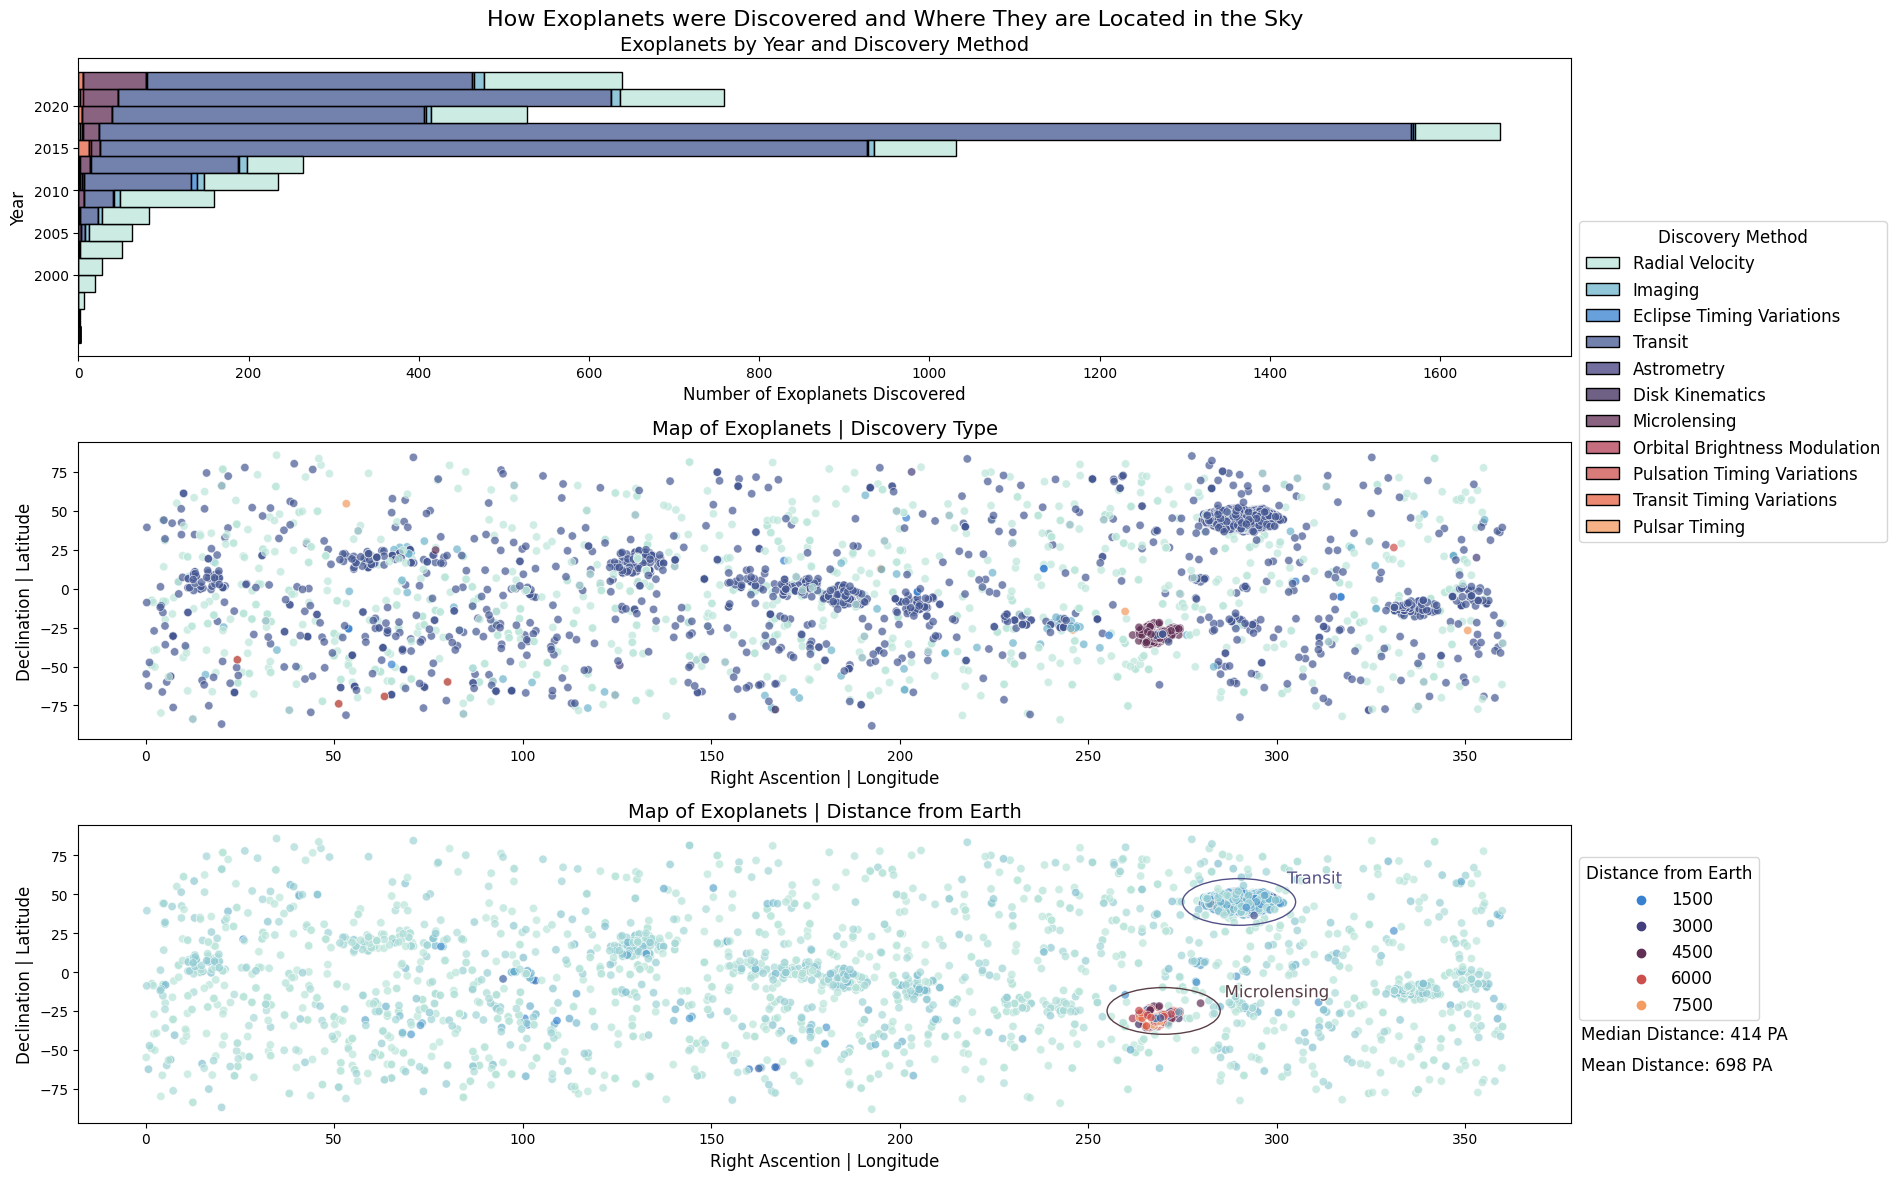 How Exoplanets were Discovered and Where They are Located in the Sky
Exoplanets by Year and Discovery Method
Year
2020
2015
2010
2005
2000
0 200 400 600 800 1000 1200 1400 1600
Number of Exoplanets Discovered
Discovery Method
Radial Velocity
Imaging
Eclipse Timing Variations
Transit
Astrometry
Disk Kinematics
Microlensing
Orbital Brightness Modulation
Pulsation Timing Variations
Transit Timing Variations
Pulsar Timing
Map of Exoplanets | Discovery Type
Declination | Latitude
75
50
25
0
−25
−50
−75
0 50 100 150 200 250 300 350
Right Ascention | Longitude
Map of Exoplanets | Distance from Earth
Declination | Latitude
75
50
25
0
−25
−50
−75
Transit
Microlensing
0 50 100 150 200 250 300 350
Right Ascention | Longitude
Distance from Earth
1500
3000
4500
6000
7500
Median Distance: 414 PA
Mean Distance: 698 PA